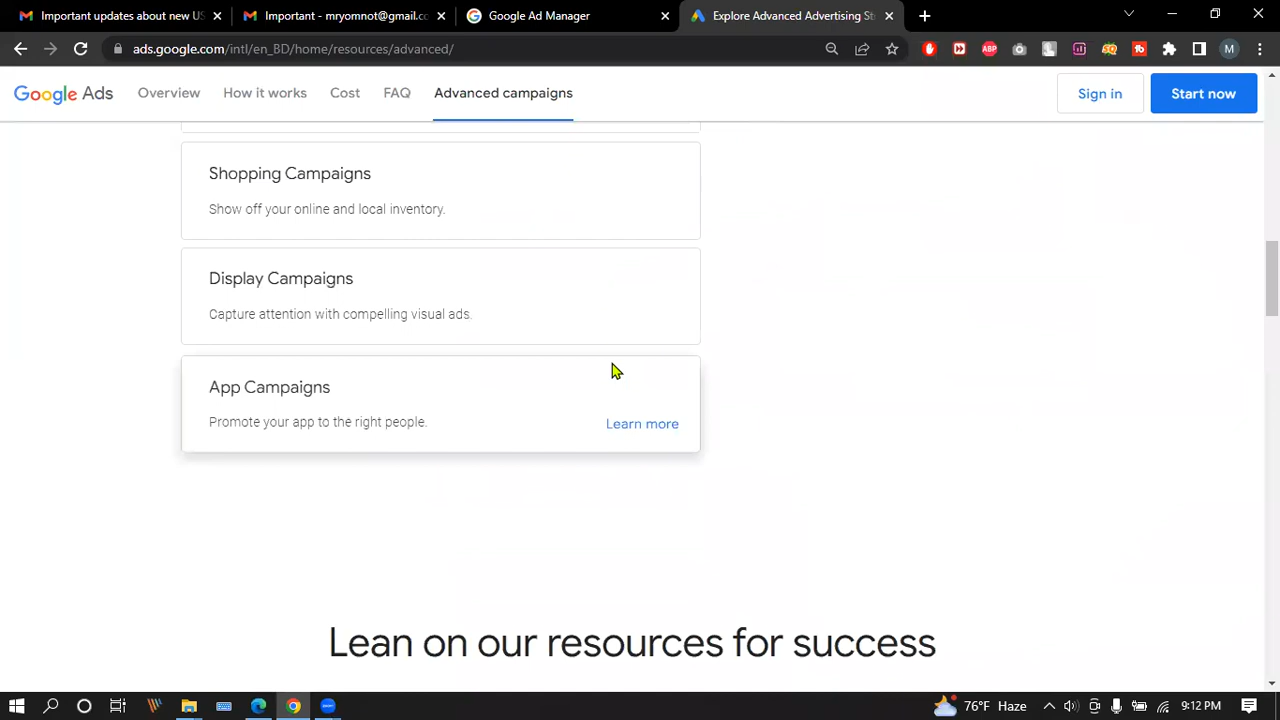 Important updates about new US
Important - mryomnot@gmail.co
Google Ad Manager
Explore Advanced Advertising St
ads.google.com/intl/en_BD/home/resources/advanced/
ABP
M
Google Ads
Overview
How it works
Cost
FAQ
Advanced campaigns
Sign in
Start now
Shopping Campaigns
Show off your online and local inventory.
Display Campaigns
Capture attention with compelling visual ads.
App Campaigns
Promote your app to the right people.
Learn more
Lean on our resources for success
76°F Haze
9:12 PM